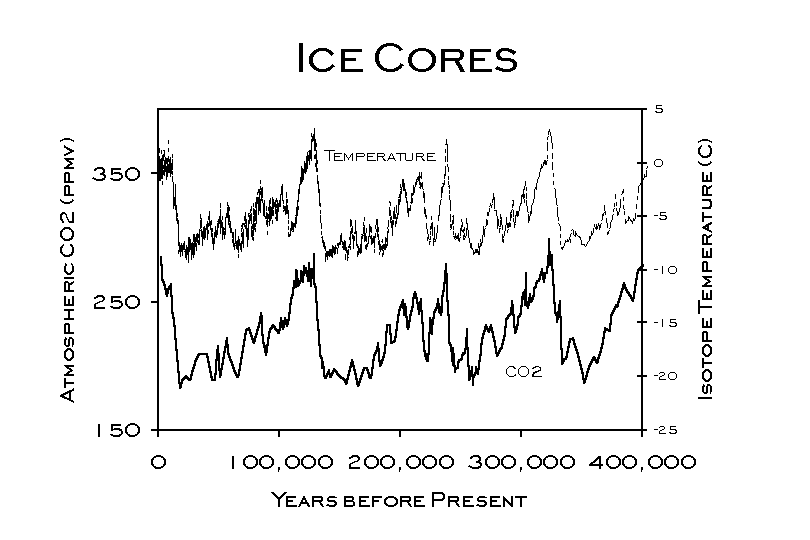 ICE CORES
ATMOSPHERIC CO2 (PPMV)
350
250
150
TEMPERATURE
CO2
5
0
-5
-10
-15
-20
-25
ISOTOPE TEMPERATURE (C)
0 100,000 200,000 300,000 400,000
YEARS BEFORE PRESENT